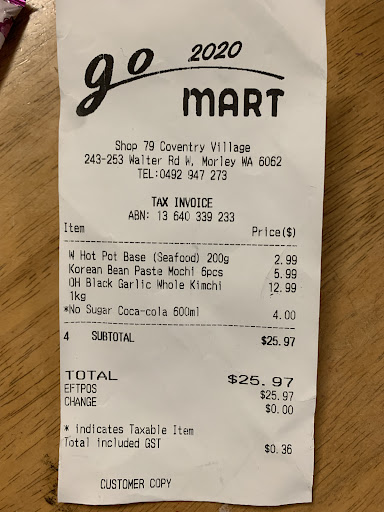 go 2020
MART
Shop 79 Coventry Village
243-253 Walter Rd W, Morley WA 6062
TEL:0492 947 273
TAX INVOICE
ABN: 13 640 339 233
Item Price($)
W Hot Pot Base (Seafood) 200g 2.99
Korean Bean Paste Mochi 6pcs 5.99
OH Black Garlic Whole Kimchi 12.99
1kg
*No Sugar Coca-cola 600ml 4.00
4 SUBTOTAL $25.97
TOTAL $25.97
EFTPOS $25.97
CHANGE $0.00
* indicates Taxable Item
Total included GST $0.36
CUSTOMER COPY